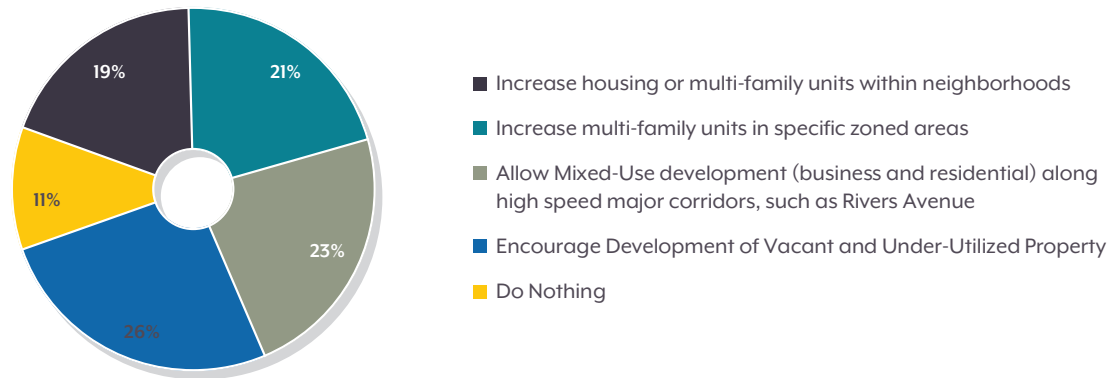 19%
21%
11%
23%
26%
Increase housing or multi-family units within neighborhoods
Increase multi-family units in specific zoned areas
Allow Mixed-Use development (business and residential) along
high speed major corridors, such as Rivers Avenue
Encourage Development of Vacant and Under-Utilized Property
Do Nothing